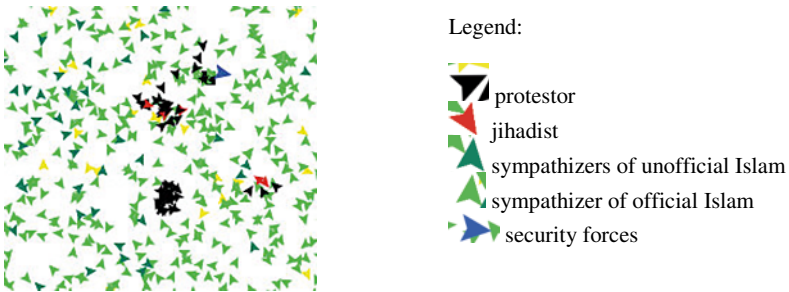 Legend:
protestor
jihadist
sympathizers of unofficial Islam
sympathizer of official Islam
security forces